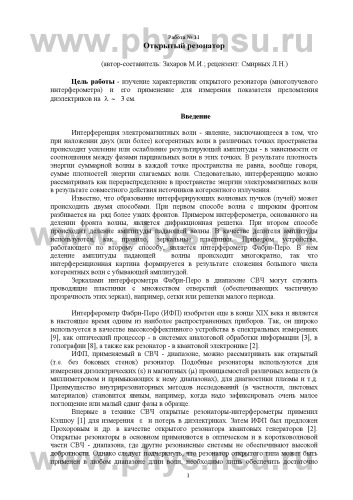 www.phys.nsu.ru
Работа № 11
Открытый резонатор
(автор-составитель: Захаров М.И.; рецензент: Смирных Л.Н.)
Цель работы - изучение характеристик открытого резонатора (многолучевого
интерферометра) и его применение для измерения показателя преломления
диэлектриков на λ ~ 3 см.
Введение
Интерференция электромагнитных волн - явление, заключающееся в том, что
при наложении двух (или более) когерентных волн в различных точках пространства
происходит усиление или ослабление результирующей амплитуды - в зависимости от
соотношения между фазами парциальных волн в этих точках. В результате плотность
энергии суммарной волны в каждой точке пространства не равна, вообще говоря,
сумме плотностей энергии слагаемых волн. Следовательно, интерференцию можно
рассматривать как перераспределение в пространстве энергии электромагнитных волн
в результате совместного действия источников когерентного излучения.
Известно, что образование интерферирующих волновых пучков (лучей) может
происходить двумя способами. При первом способе волна с широким фронтом
разбивается на ряд более узких фронтов. Примером интерферометра, основанного на
делении фронта волны, является дифракционная решетка. При втором способе
происходит деление амплитуды падающей волны. В качестве делителя амплитуды
используются, как правило, зеркальные пластинки. Примером устройства,
работающего по второму способу, является интерферометр Фабри-Перо. В нем
деление амплитуды падающей волны происходит многократно, так что
интерференционная картина формируется в результате сложения большого числа
когерентных волн с убывающей амплитудой.
Зеркалами интерферометра Фабри-Перо в диапазоне СВЧ могут служить
проводящие пластины с множеством отверстий (обеспечивающих частичную
прозрачность этих зеркал), например, сетки или решетки малого периода.
Интерферометр Фабри-Перо (ИФП) изобретен еще в конце XIX века и является
в настоящее время одним из наиболее распространенных приборов. Так, он широко
используется в качестве высокоэффективного устройства в спектральных измерениях
[9], как оптический процессор - в системах аналоговой обработки информации [3], в
голографии [8], а также как резонатор - в квантовой электронике [2].
ИФП, применяемый в СВЧ - диапазоне, можно рассматривать как открытый
(т.е. без боковых стенок) резонатор. Подобные резонаторы используются для
измерения диэлектрических (ε) и магнитных (μ) проницаемостей различных веществ (в
миллиметровом и примыкающих к нему диапазонах), для диагностики плазмы и т.д.
Преимущество внутрирезонаторных методов исследований (в частности, листовых
материалов) становится явным, например, когда надо зафиксировать очень малое
поглощение или малый сдвиг фазы в образце.
Впервые в технике СВЧ открытые резонаторы-интерферометры применил
Кэлшоу [1] для измерения ε и потерь в диэлектриках. Затем ИФП был предложен
Прохоровым и др. в качестве открытого резонатора квантовых генераторов [2].
Открытые резонаторы в основном применяются в оптическом и в коротковолновой
части СВЧ - диапазона, где другие резонансные системы не обеспечивают высокой
добротности. Однако следует подчеркнуть, что резонатор открытого типа может быть
применен в любом диапазоне длин волн, необходимо лишь обеспечить достаточно
1
www.phys.nsu.ru